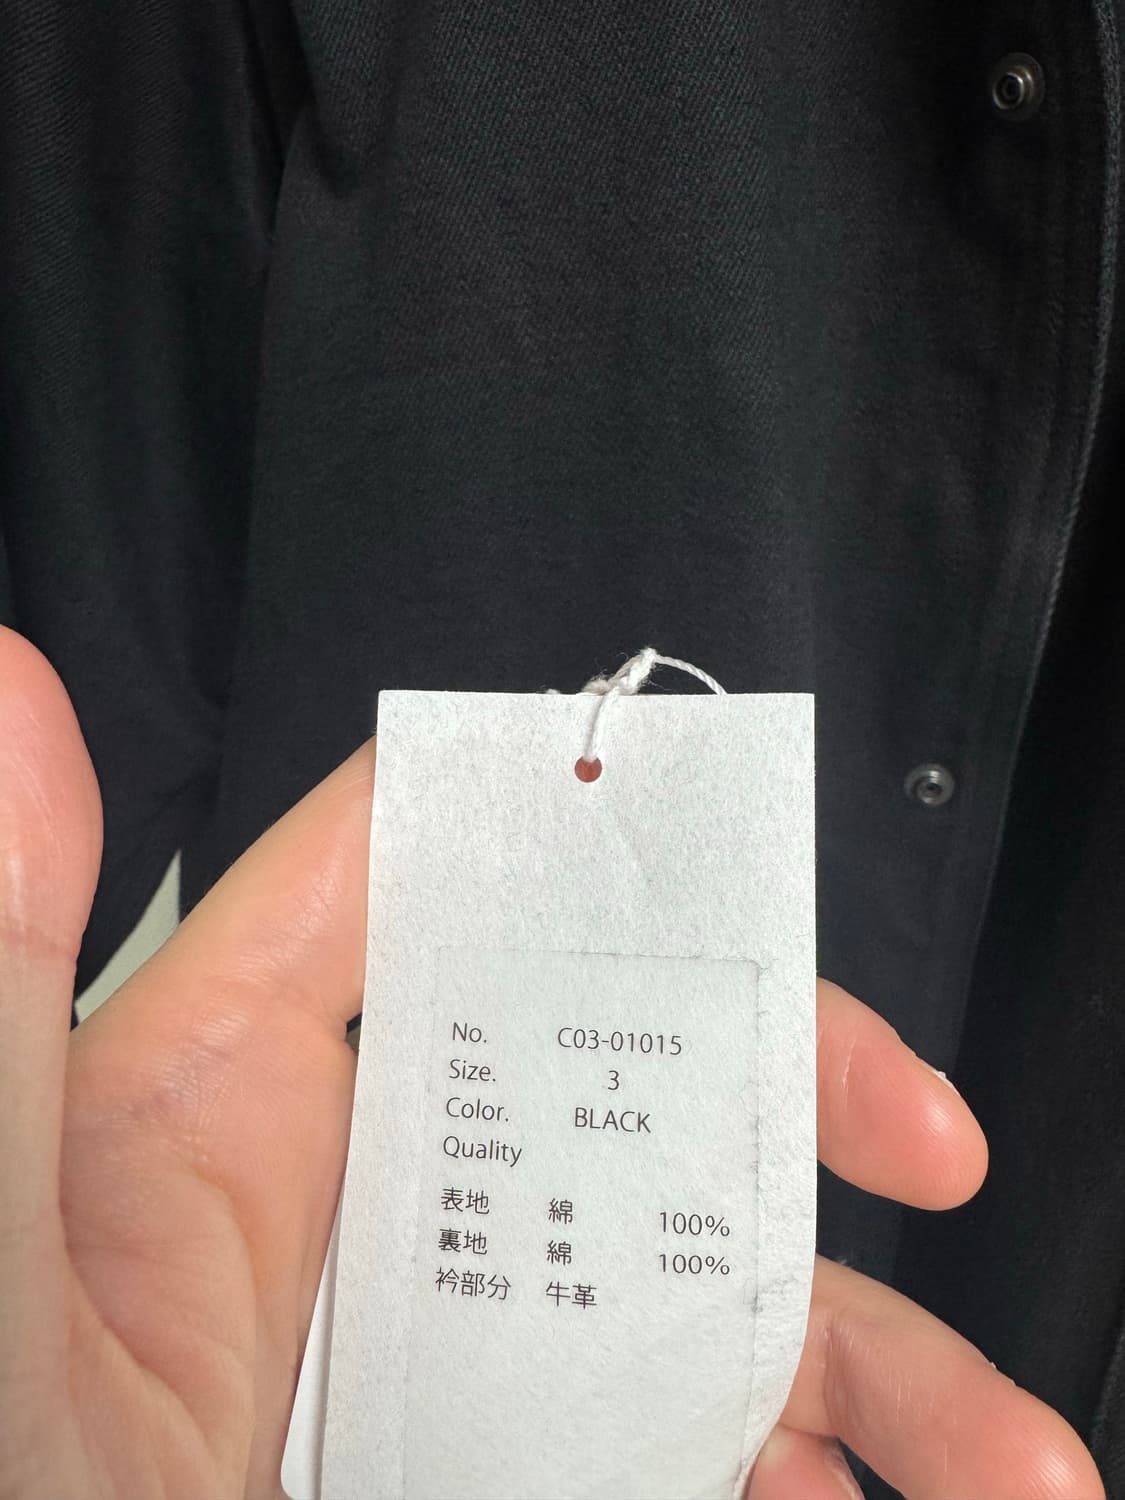 No. C03-01015
Size. 3
Color. BLACK
Quality
表地 綿 100%
裏地 綿 100%
衿部分 牛革